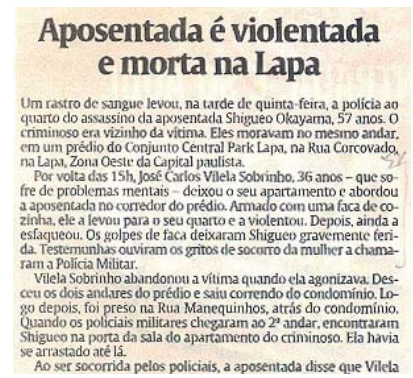 Aposentada é violentada
e morta na Lapa
Um rastro de sangue levou, na tarde de quinta-feira, a polícia ao
quarto do assassino da aposentada Shigueo Okayama, 57 anos. O
criminoso era vizinho da vítima. Eles moravam no mesmo andar,
em um prédio do Conjunto Central Park Lapa, na Rua Corcovado,
na Lapa, Zona Oeste da Capital paulista.
Por volta das 15h, José Carlos Vilela Sobrinho, 36 anos – que so-
fre de problemas mentais – deixou o seu apartamento e abordou
a aposentada no corredor do prédio. Armado com uma faca de co-
zinha, ele a levou para o seu quarto e a violentou. Depois, ainda a
esfaqueou. Os golpes de faca deixaram Shigueo gravemente feri-
da. Testemunhas ouviram os gritos de socorro da mulher a chama-
ram a Polícia Militar.
Vilela Sobrinho abandonou a vítima quando ela agonizava. Des-
ceu os dois andares do prédio e saiu correndo do condomínio. Lo-
go depois, foi preso na Rua Manequinhos, atrás do condomínio.
Quando os policiais militares chegaram ao 2º andar, encontraram
Shigueo na porta da sala do apartamento do criminoso. Ela havia
se arrastado até lá.
Ao ser socorrida pelos policiais, a aposentada disse que Vilela